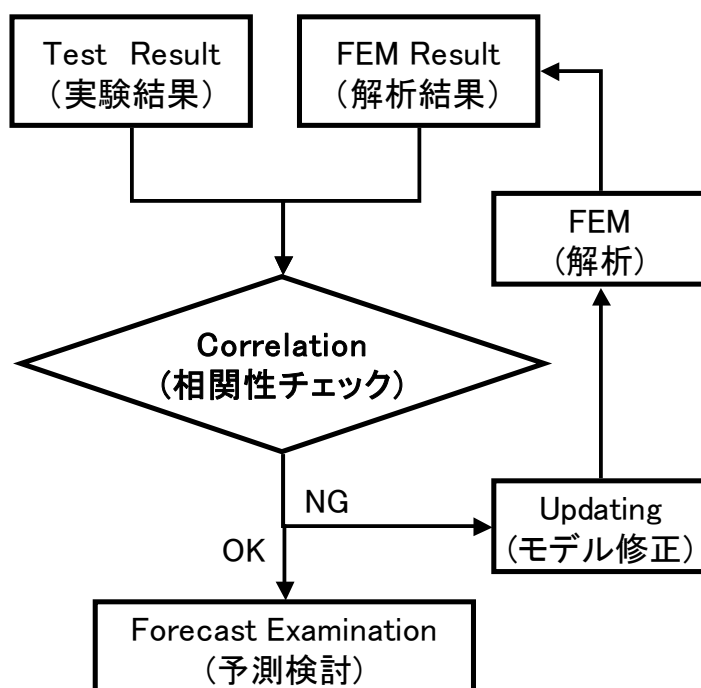 Test Result
（実験結果）
FEM Result
（解析結果）
FEM
（解析）
Correlation
（相関性チェック）
NG
OK
Updating
（モデル修正）
Forecast Examination
（予測検討）